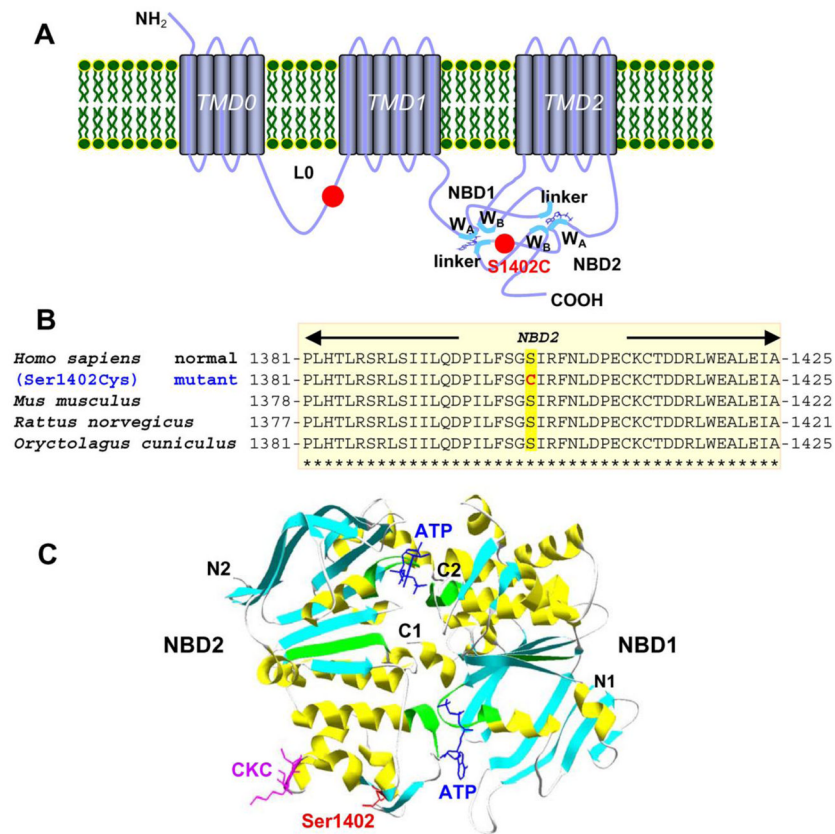 A
NH2
TMD0
TMD1
TMD2
L0
NBD1
linker
WA
WB
WB
WA
linker
S1402C
NBD2
COOH
B
NBD2
Homo sapiens normal 1381-PLHTLRSRLSIILQDPILFSGSIRFNLDPECKCTDDRLWEALEIA-1425
(Ser1402Cys) mutant 1381-PLHTLRSRLSIILQDPILFSGCIRFNLDPECKCTDDRLWEALEIA-1425
Mus musculus 1378-PLHTLRSRLSIILQDPILFSGSIRFNLDPECKCTDDRLWEALEIA-1422
Rattus norvegicus 1377-PLHTLRSRLSIILQDPILFSGSIRFNLDPECKCTDDRLWEALEIA-1421
Oryctolagus cuniculus 1381-PLHTLRSRLSIILQDPILFSGSIRFNLDPECKCTDDRLWEALEIA-1425
*********************************************
C
ATP
N2
C2
NBD2
C1
NBD1
N1
CKC
ATP
Ser1402